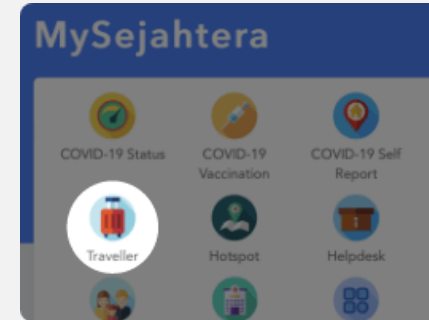 MySejahtera
COVID-19 Status
COVID-19
Vaccination
COVID-19 Self
Report
Traveller
Hotspot
Helpdesk